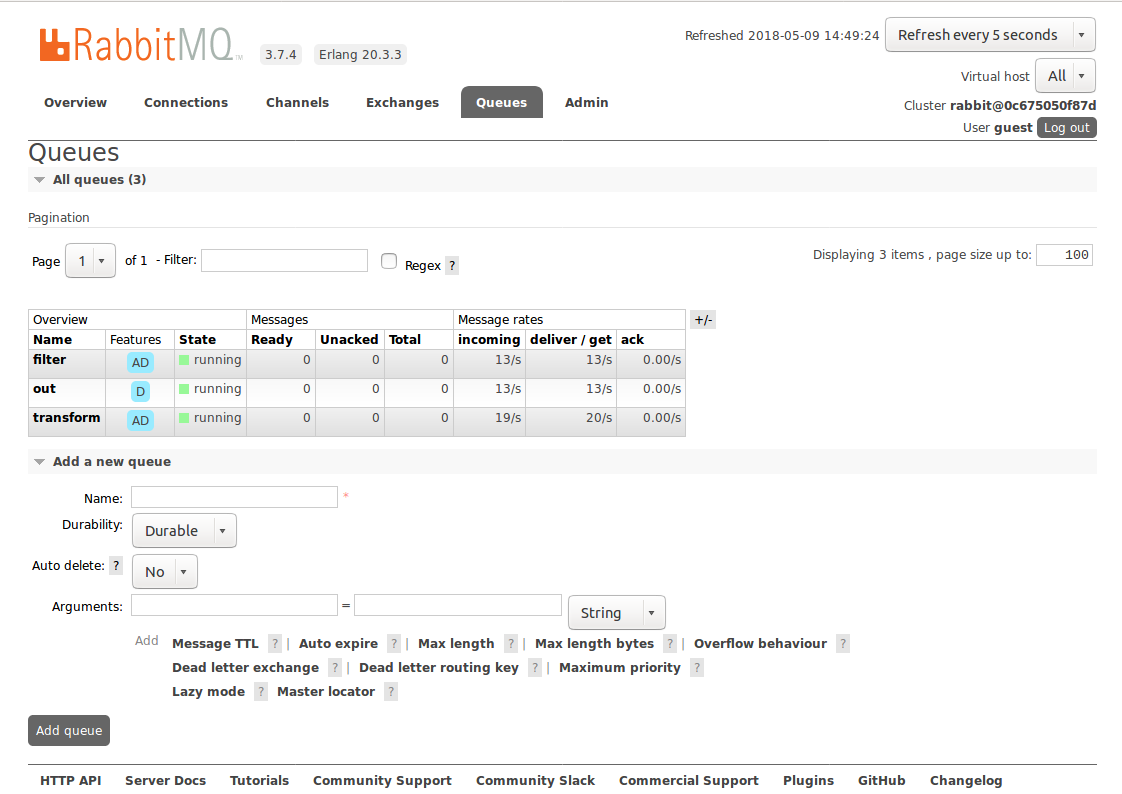 RabbitMQ TM 3.7.4 Erlang 20.3.3
Refreshed 2018-05-09 14:49:24 Refresh every 5 seconds
Virtual host All
Cluster rabbit@0c675050f87d
User guest Log out
Overview Connections Channels Exchanges Queues Admin
Queues
All queues (3)
Pagination
Page 1 of 1 - Filter: Regex ?
Displaying 3 items , page size up to: 100
Overview Messages Message rates +/-
Name Features State Ready Unacked Total incoming deliver / get ack
filter AD running 0 0 0 13/s 13/s 0.00/s
out D running 0 0 0 13/s 13/s 0.00/s
transform AD running 0 0 0 19/s 20/s 0.00/s
Add a new queue
Name: *
Durability: Durable
Auto delete: ? No
Arguments: = String
Add Message TTL ? | Auto expire ? | Max length ? | Max length bytes ? | Overflow behaviour ?
Dead letter exchange ? | Dead letter routing key ? | Maximum priority ?
Lazy mode ? Master locator ?
Add queue
HTTP API Server Docs Tutorials Community Support Community Slack Commercial Support Plugins GitHub Changelog